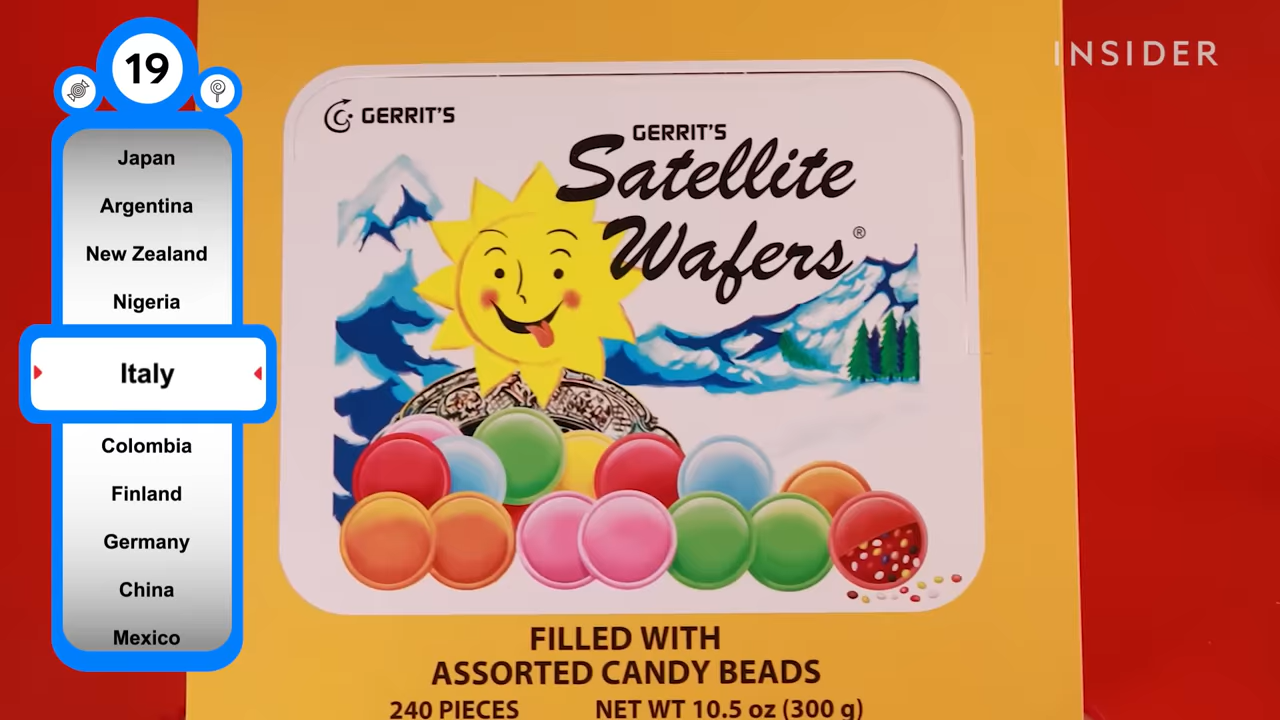 19
Japan
Argentina
New Zealand
Nigeria
Italy
Colombia
Finland
Germany
China
Mexico
INSIDER
GERRIT'S
GERRIT'S
Satellite
Wafers®
FILLED WITH
ASSORTED CANDY BEADS
240 PIECES NET WT 10.5 oz (300 g)